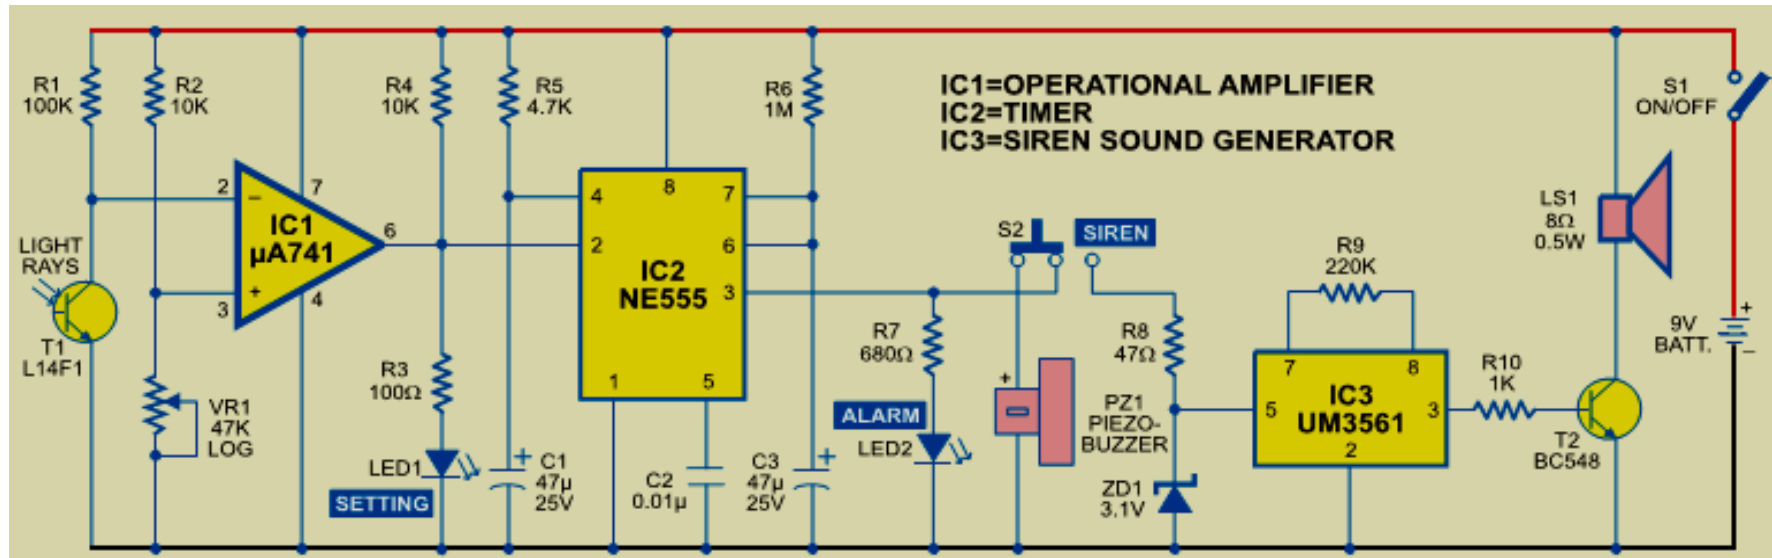 R1
100K
R2
10K
R4
10K
R5
4.7K
R6
1M
IC1=OPERATIONAL AMPLIFIER
IC2=TIMER
IC3=SIREN SOUND GENERATOR
S1
ON/OFF
2
7
−
IC1
µA741
6
+
3
4
LIGHT
RAYS
T1
L14F1
VR1
47K
LOG
R3
100Ω
LED1
SETTING
C1
47µ
25V
+
4
8
7
2
6
IC2
NE555
3
1
5
C2
0.01µ
C3
47µ
25V
+
S2
SIREN
R7
680Ω
ALARM
LED2
+
PZ1
PIEZO-
BUZZER
R8
47Ω
ZD1
3.1V
R9
220K
7
8
IC3
5
UM3561
3
2
R10
1K
T2
BC548
LS1
8Ω
0.5W
9V
BATT.
+
−